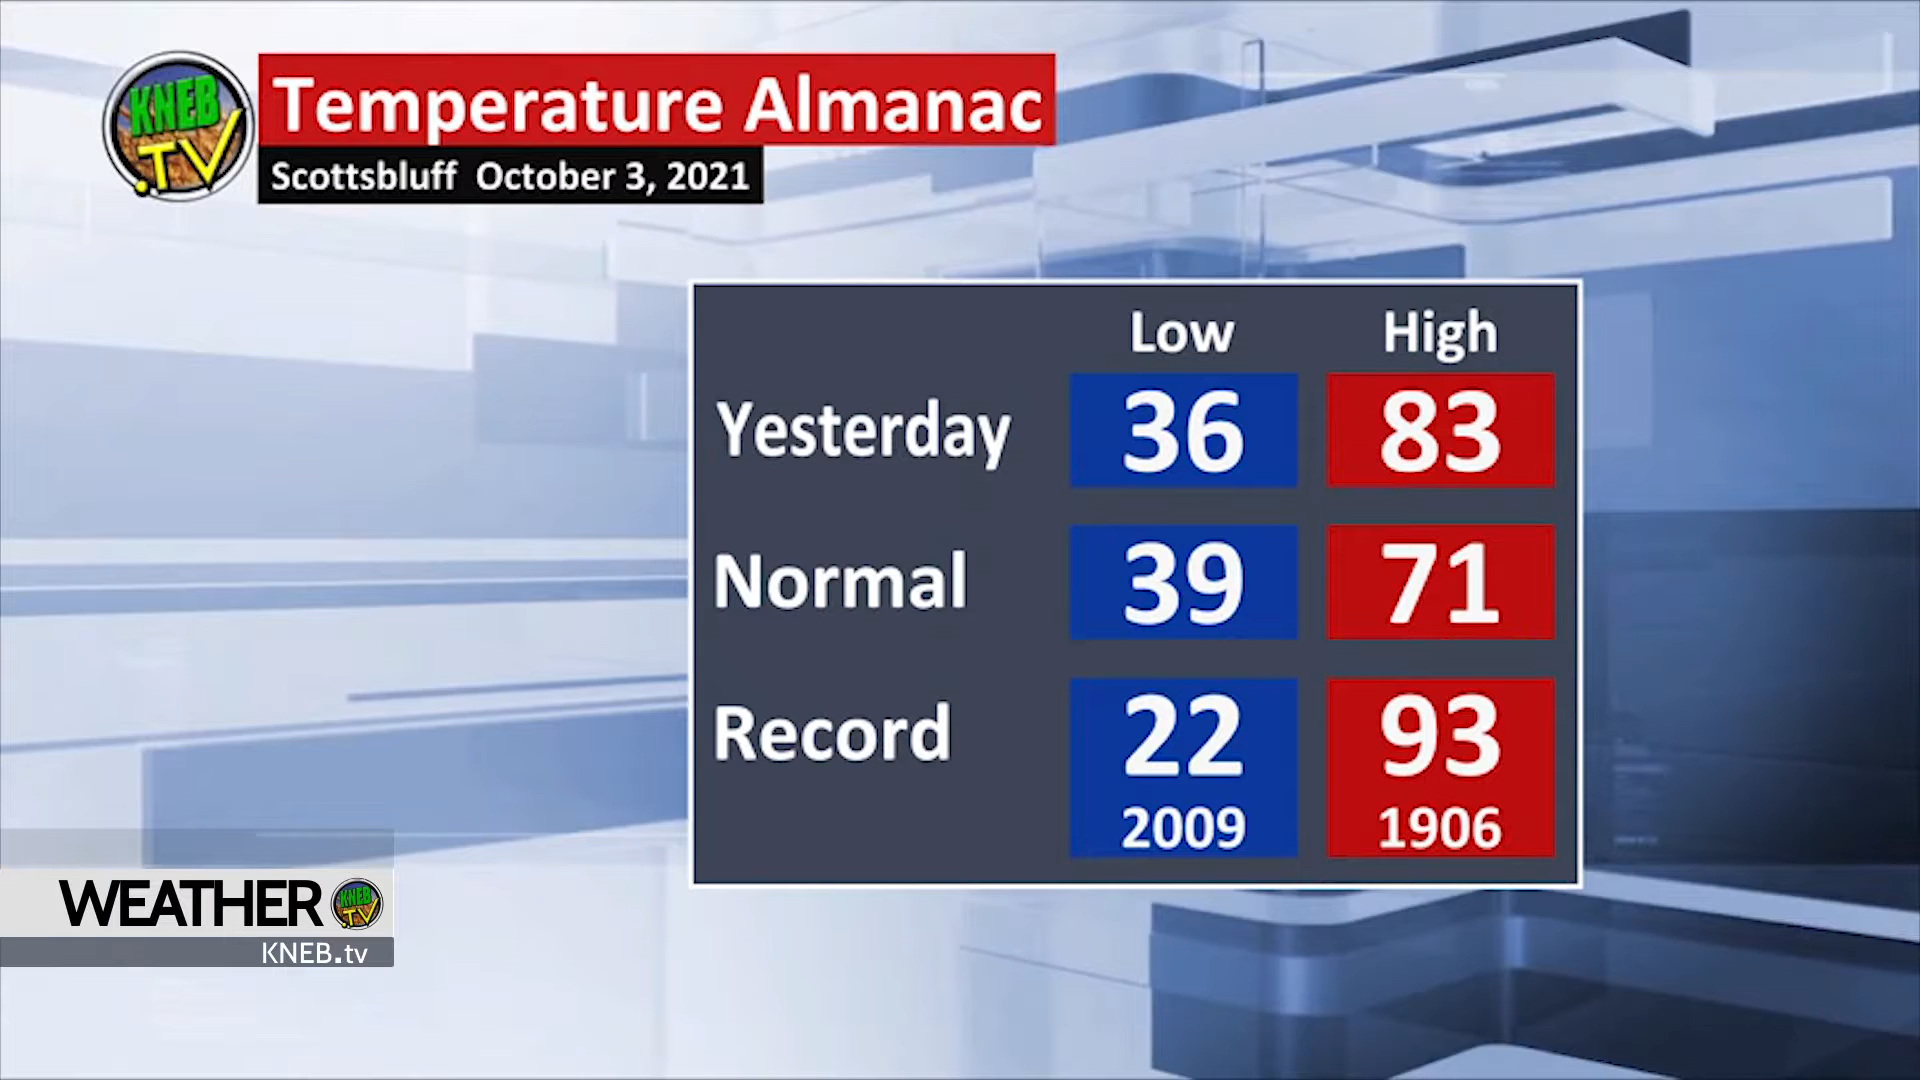 KNEB
.TV
Temperature Almanac
Scottsbluff October 3, 2021
Low High
Yesterday 36 83
Normal 39 71
Record 22 93
2009 1906
WEATHER KNEB .TV
KNEB.tv